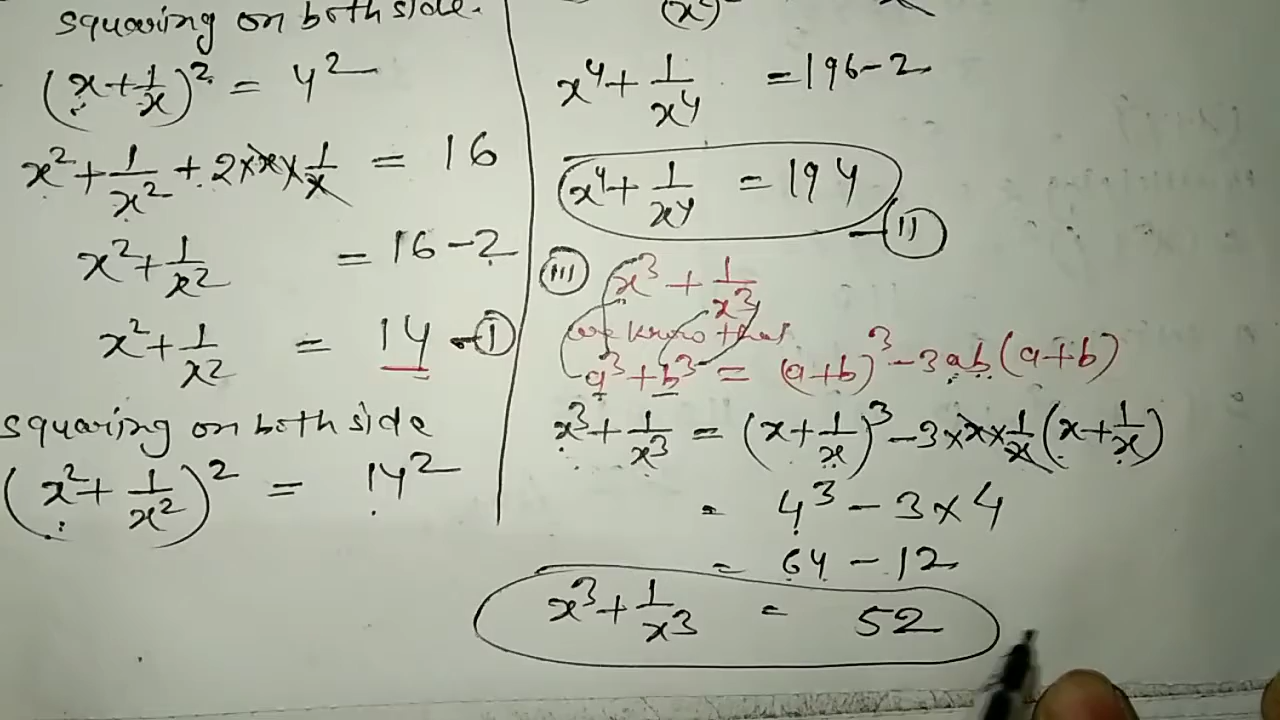 squaring on both side.
(x+1/x)² = 4²
x²+1/x²+2×x×1/x = 16
x²+1/x² = 16-2
x²+1/x² = 14 - I
squaring on both side
(x²+1/x²)² = 14²
(x²)
x⁴+1/x⁴ = 196-2
x⁴+1/x⁴ = 194
- II
III x³+1/x³
we know that
a³+b³ = (a+b)³-3ab(a+b)
x³+1/x³ = (x+1/x)³-3×x×1/x(x+1/x)
= 4³-3×4
= 64-12
x³+1/x³ = 52